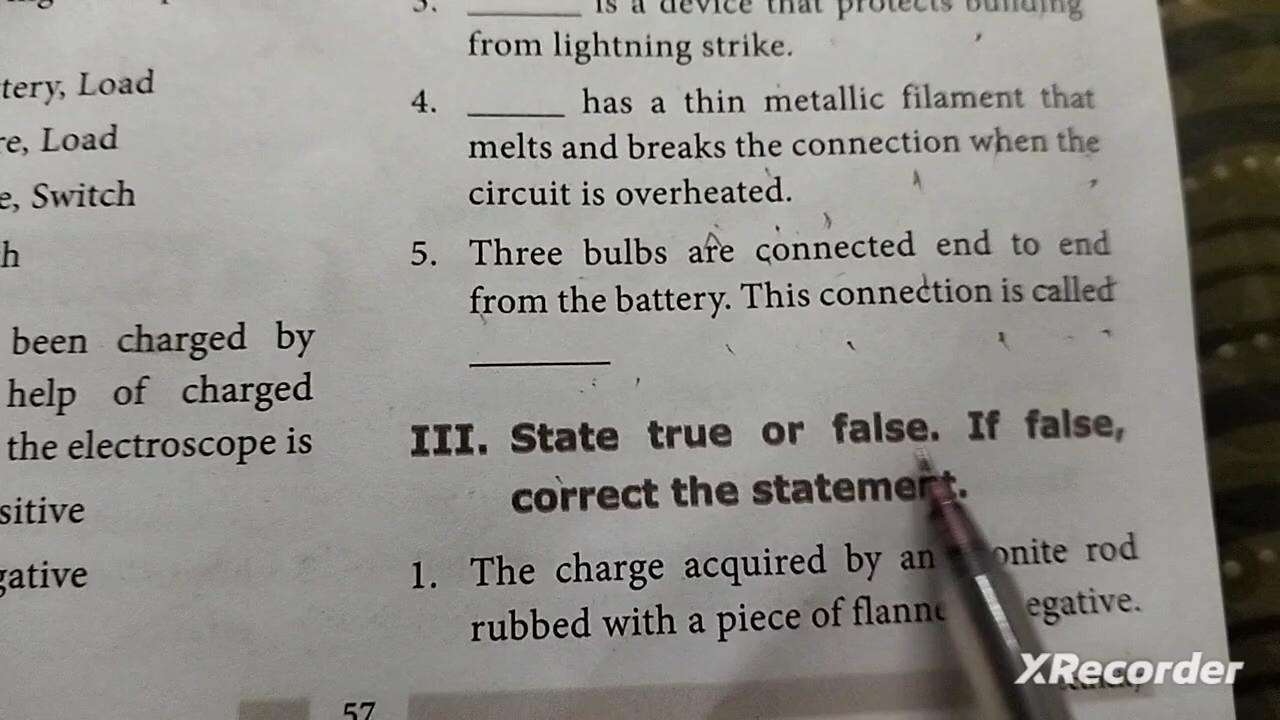 tery, Load
re, Load
e, Switch
h
been charged by
help of charged
the electroscope is
sitive
gative
3. ______ is a device that protects building
from lightning strike.
4. ______ has a thin metallic filament that
melts and breaks the connection when the
circuit is overheated.
5. Three bulbs are connected end to end
from the battery. This connection is called
______
III. State true or false. If false,
correct the statement.
1. The charge acquired by an onite rod
rubbed with a piece of flanne egative.
57
XRecorder